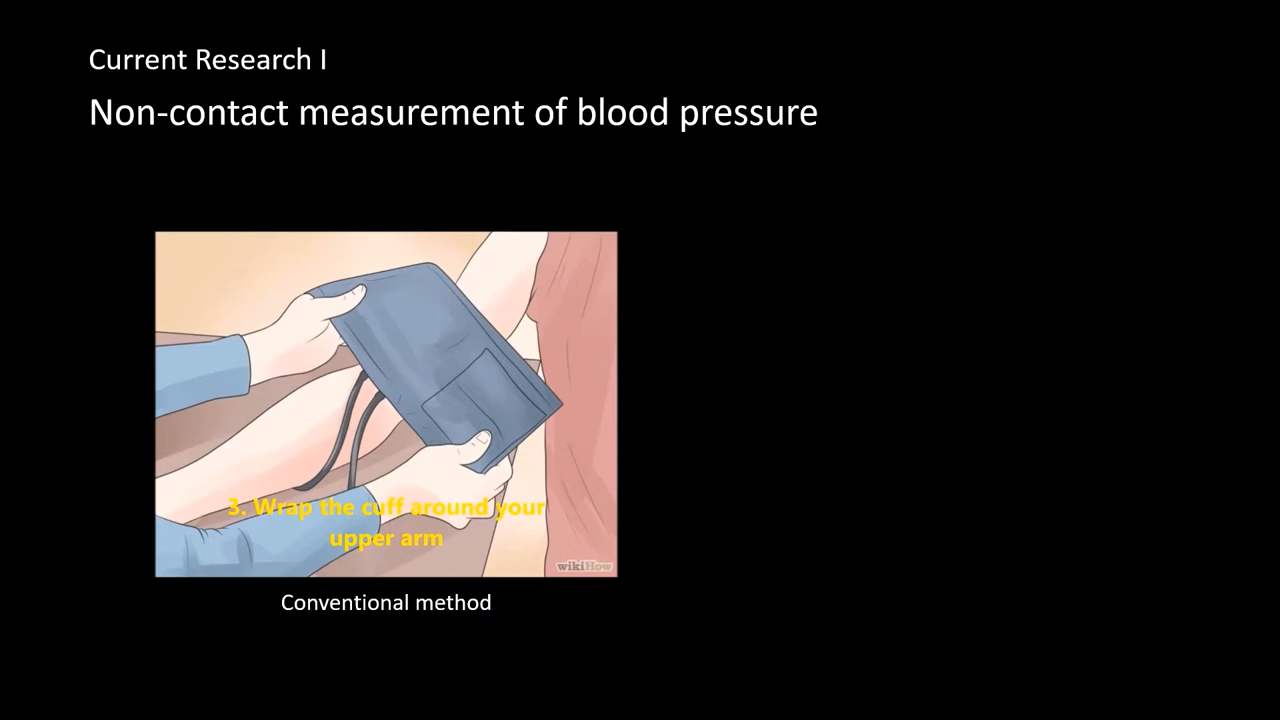 Current Research I
Non-contact measurement of blood pressure
3. Wrap the cuff around your
upper arm
wikiHow
Conventional method